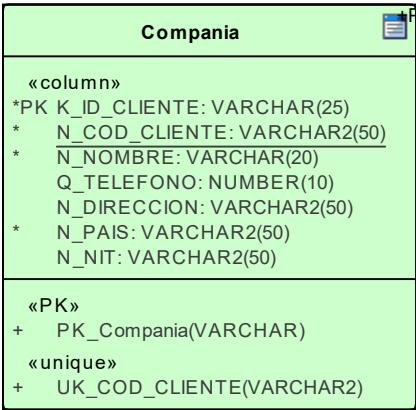 +P
Compania
«column»
*PK K_ID_CLIENTE: VARCHAR(25)
* N_COD_CLIENTE: VARCHAR2(50)
* N_NOMBRE: VARCHAR(20)
Q_TELEFONO: NUMBER(10)
N_DIRECCION: VARCHAR2(50)
* N_PAIS: VARCHAR2(50)
N_NIT: VARCHAR2(50)
«PK»
+ PK_Compania(VARCHAR)
«unique»
+ UK_COD_CLIENTE(VARCHAR2)